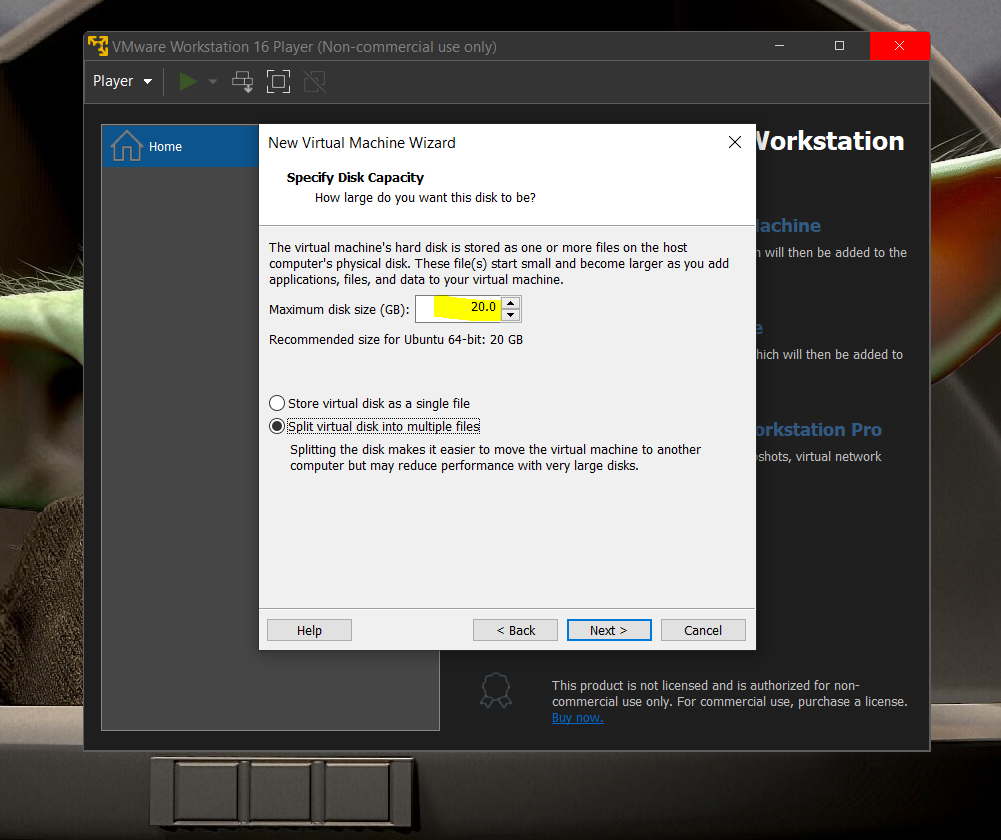 VMware Workstation 16 Player (Non-commercial use only)
Player
Home
New Virtual Machine Wizard
Workstation
Specify Disk Capacity
How large do you want this disk to be?
The virtual machine's hard disk is stored as one or more files on the host
computer's physical disk. These file(s) start small and become larger as you add
applications, files, and data to your virtual machine.
Maximum disk size (GB): 20.0
Recommended size for Ubuntu 64-bit: 20 GB
Store virtual disk as a single file
Split virtual disk into multiple files
Splitting the disk makes it easier to move the virtual machine to another
computer but may reduce performance with very large disks.
Help
< Back
Next >
Cancel
Machine
will then be added to the
which will then be added to
Workstation Pro
shots, virtual network
This product is not licensed and is authorized for non-
commercial use only. For commercial use, purchase a license.
Buy now.